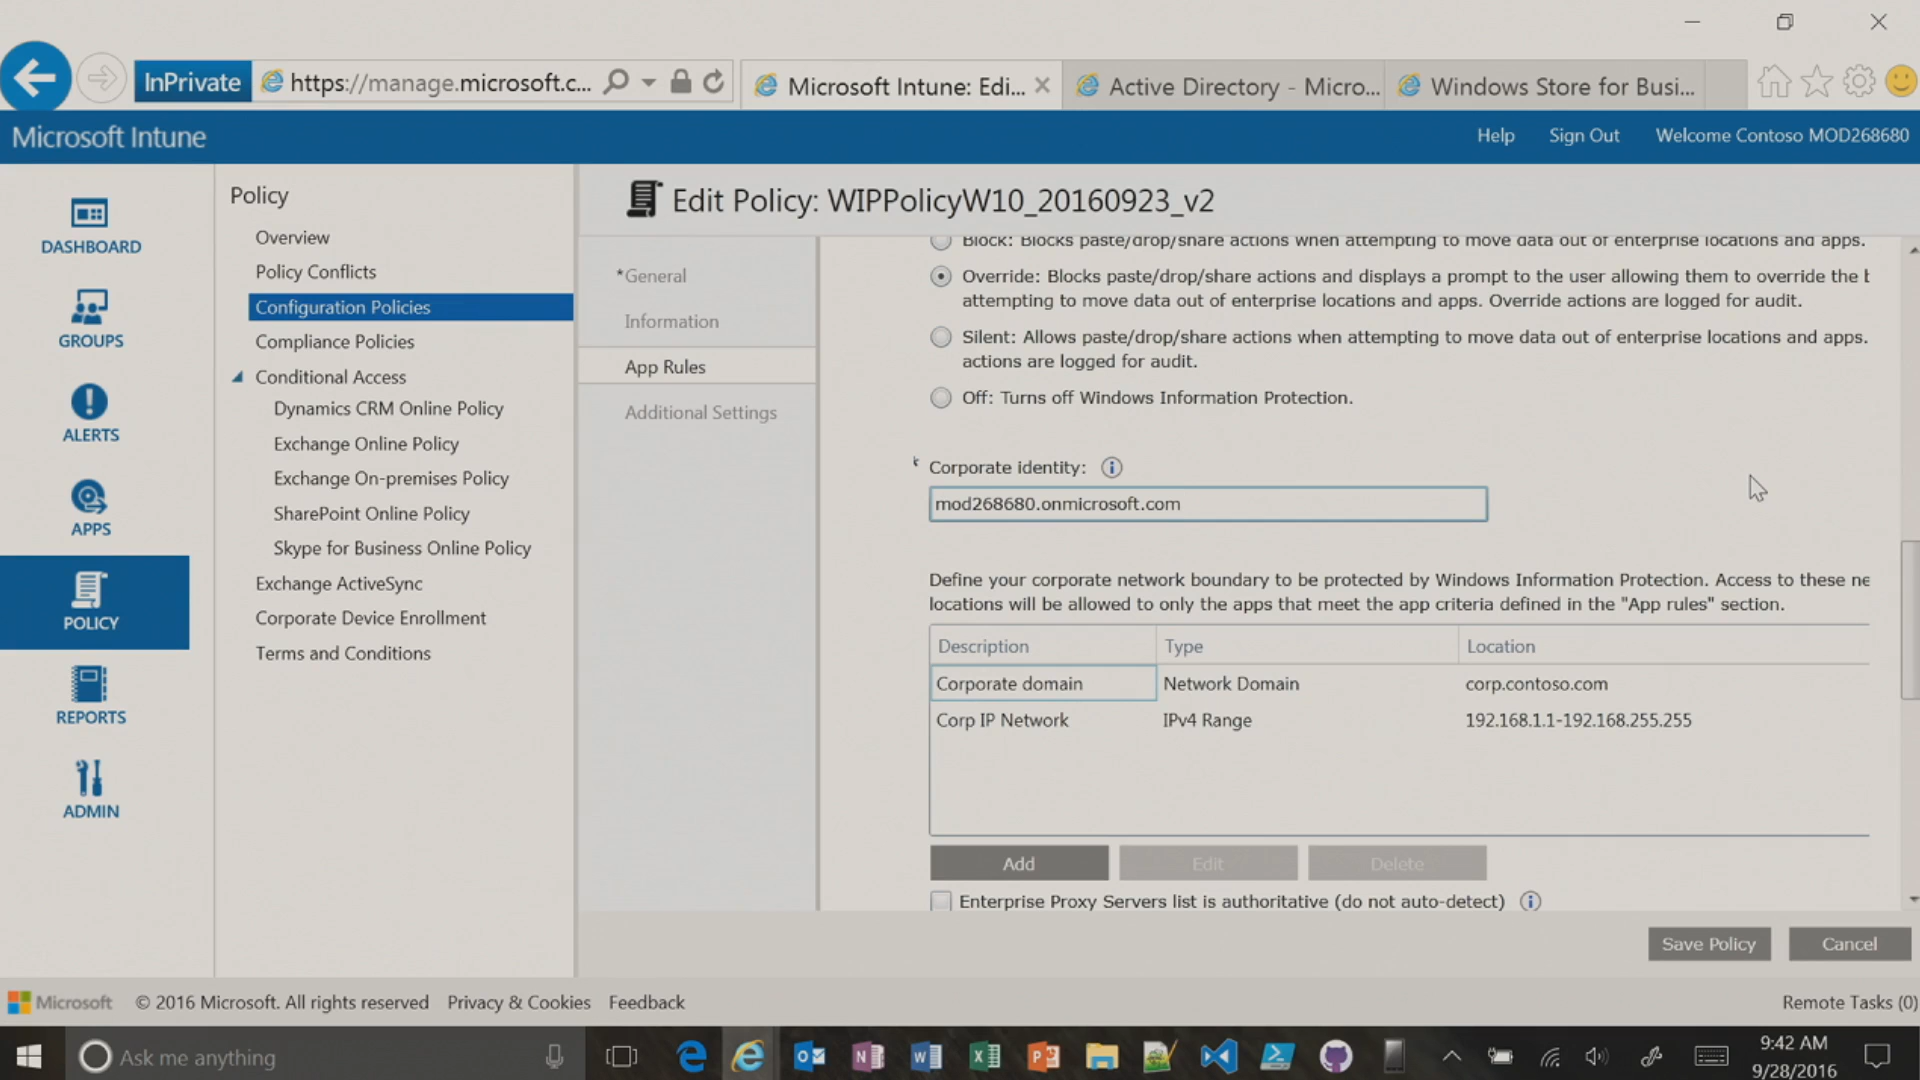 InPrivate
https://manage.microsoft.c...
Microsoft Intune: Edi...
Active Directory - Micro...
Windows Store for Busi...
Microsoft Intune
Help
Sign Out
Welcome Contoso MOD268680
DASHBOARD
GROUPS
ALERTS
APPS
POLICY
REPORTS
ADMIN
Policy
Overview
Policy Conflicts
Configuration Policies
Compliance Policies
Conditional Access
Dynamics CRM Online Policy
Exchange Online Policy
Exchange On-premises Policy
SharePoint Online Policy
Skype for Business Online Policy
Exchange ActiveSync
Corporate Device Enrollment
Terms and Conditions
Edit Policy: WIPPolicyW10_20160923_v2
*General
Information
App Rules
Additional Settings
Block: Blocks paste/drop/share actions when attempting to move data out of enterprise locations and apps.
Override: Blocks paste/drop/share actions and displays a prompt to the user allowing them to override the b
attempting to move data out of enterprise locations and apps. Override actions are logged for audit.
Silent: Allows paste/drop/share actions when attempting to move data out of enterprise locations and apps.
actions are logged for audit.
Off: Turns off Windows Information Protection.
* Corporate identity:
mod268680.onmicrosoft.com
Define your corporate network boundary to be protected by Windows Information Protection. Access to these ne
locations will be allowed to only the apps that meet the app criteria defined in the "App rules" section.
Description Type Location
Corporate domain Network Domain corp.contoso.com
Corp IP Network IPv4 Range 192.168.1.1-192.168.255.255
Add
Edit
Delete
Enterprise Proxy Servers list is authoritative (do not auto-detect)
Save Policy
Cancel
Microsoft © 2016 Microsoft. All rights reserved Privacy & Cookies Feedback
Remote Tasks (0)
Ask me anything
9:42 AM
9/28/2016